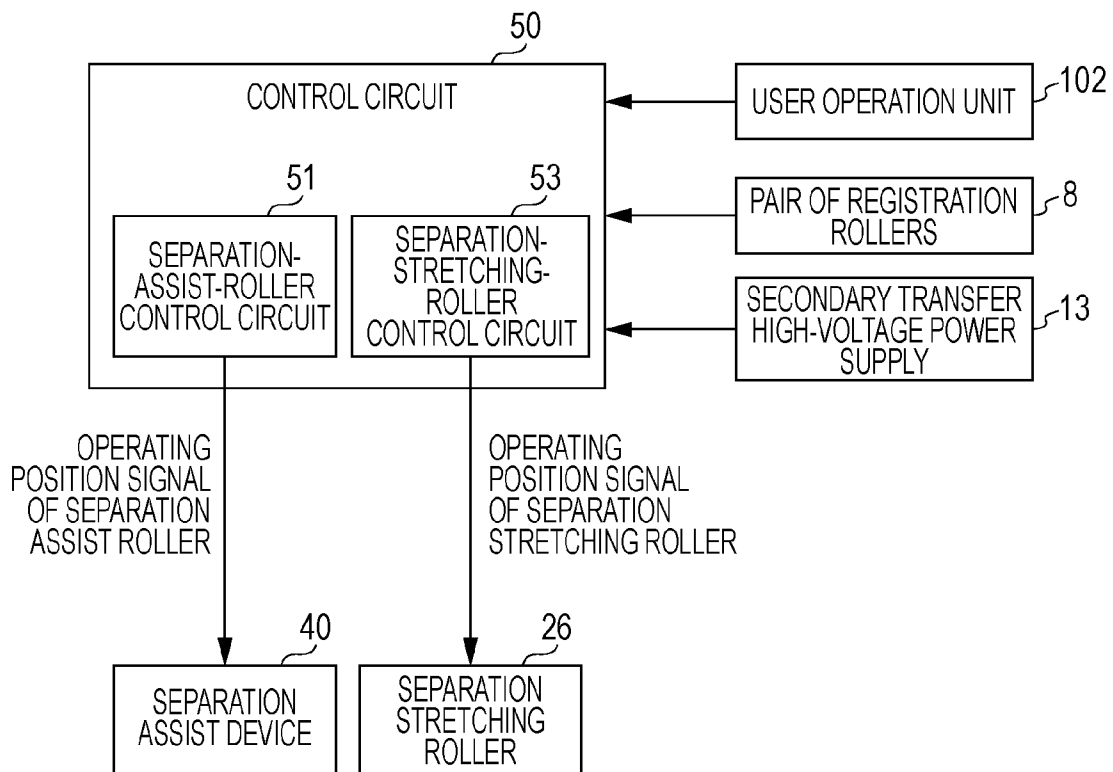 50
CONTROL CIRCUIT
51
SEPARATION-
ASSIST-ROLLER
CONTROL CIRCUIT
53
SEPARATION-
STRETCHING-
ROLLER
CONTROL CIRCUIT
USER OPERATION UNIT
102
PAIR OF REGISTRATION
ROLLERS
8
SECONDARY TRANSFER
HIGH-VOLTAGE POWER
SUPPLY
13
OPERATING
POSITION SIGNAL
OF SEPARATION
ASSIST ROLLER
OPERATING
POSITION SIGNAL
OF SEPARATION
STRETCHING ROLLER
40
SEPARATION
ASSIST DEVICE
26
SEPARATION
STRETCHING
ROLLER